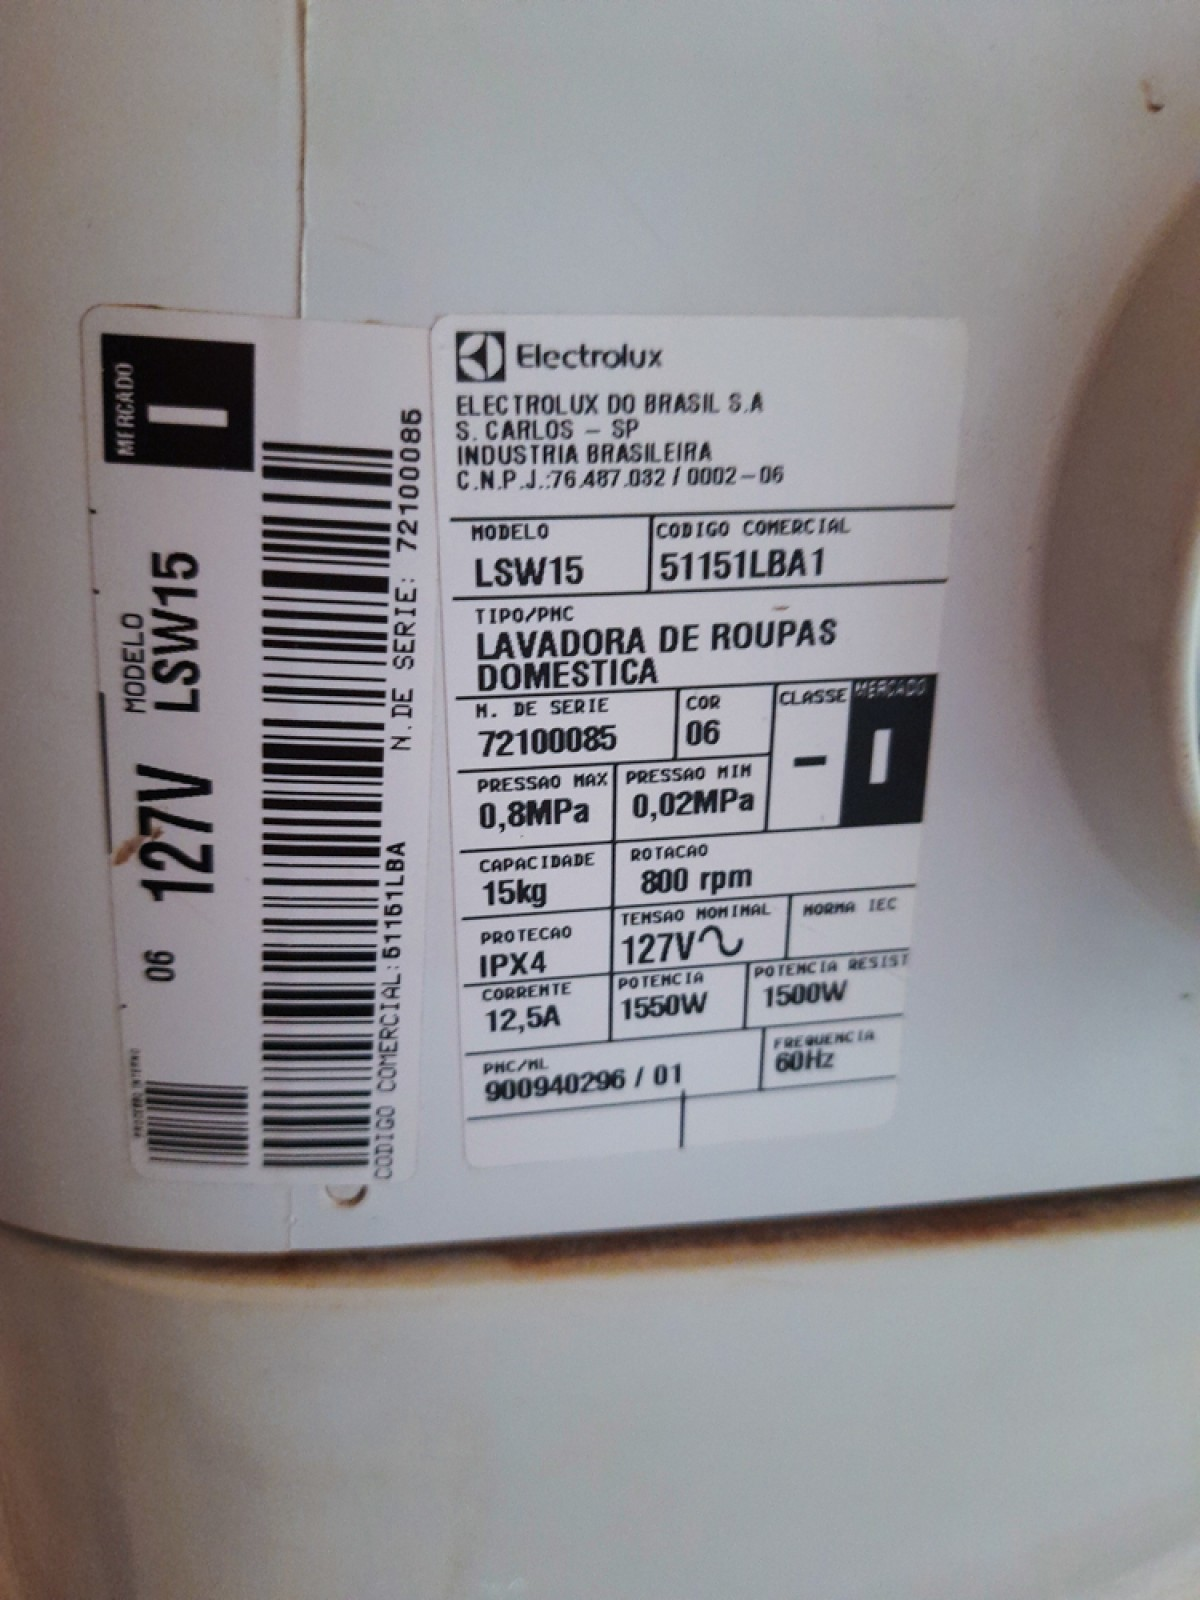 MERCADO
I
MODELO
LSW15
127V
06
N.DE SERIE: 72100085
CODIGO COMERCIAL:51151LBA
Electrolux
ELECTROLUX DO BRASIL S.A
S. CARLOS – SP
INDUSTRIA BRASILEIRA
C.N.P.J.:76.487.032 / 0002–06
MODELO
LSW15
CODIGO COMERCIAL
51151LBA1
TIPO/PMC
LAVADORA DE ROUPAS
DOMESTICA
N. DE SERIE
72100085
COR
06
CLASSE
–
MERCADO
I
PRESSAO MAX
0,8MPa
PRESSAO MIN
0,02MPa
CAPACIDADE
15kg
ROTACAO
800 rpm
PROTECAO
IPX4
TENSAO NOMINAL
127V~
NORMA IEC
CORRENTE
12,5A
POTENCIA
1550W
POTENCIA RESIST
1500W
PMC/ML
900940296 / 01
FREQUENCIA
60Hz